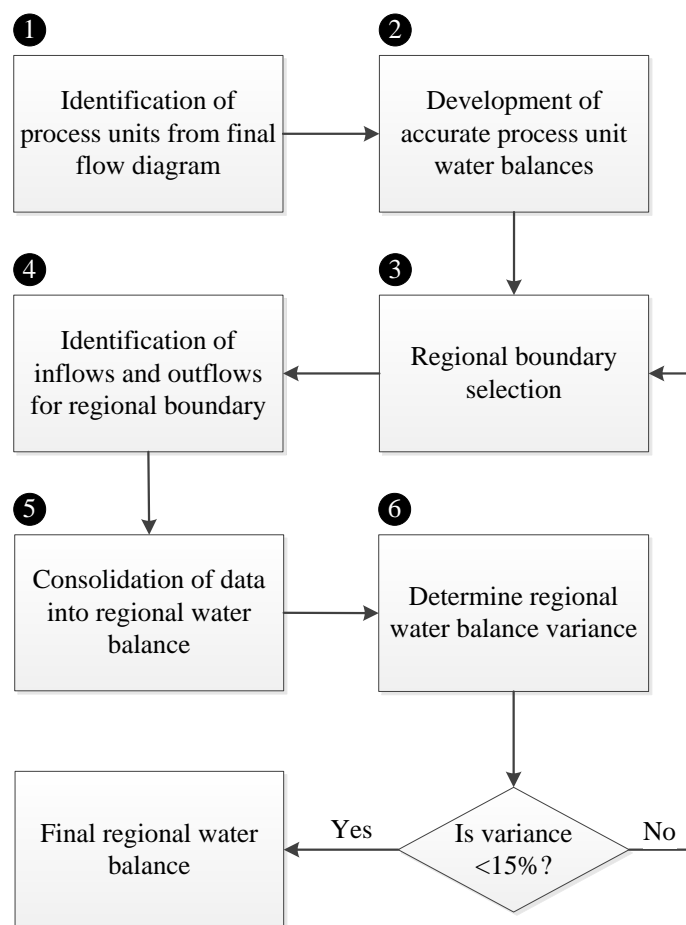 1
Identification of
process units from final
flow diagram
2
Development of
accurate process unit
water balances
3
Regional boundary
selection
4
Identification of
inflows and outflows
for regional boundary
5
Consolidation of data
into regional water
balance
6
Determine regional
water balance variance
Is variance
<15%?
Yes
No
Final regional water
balance